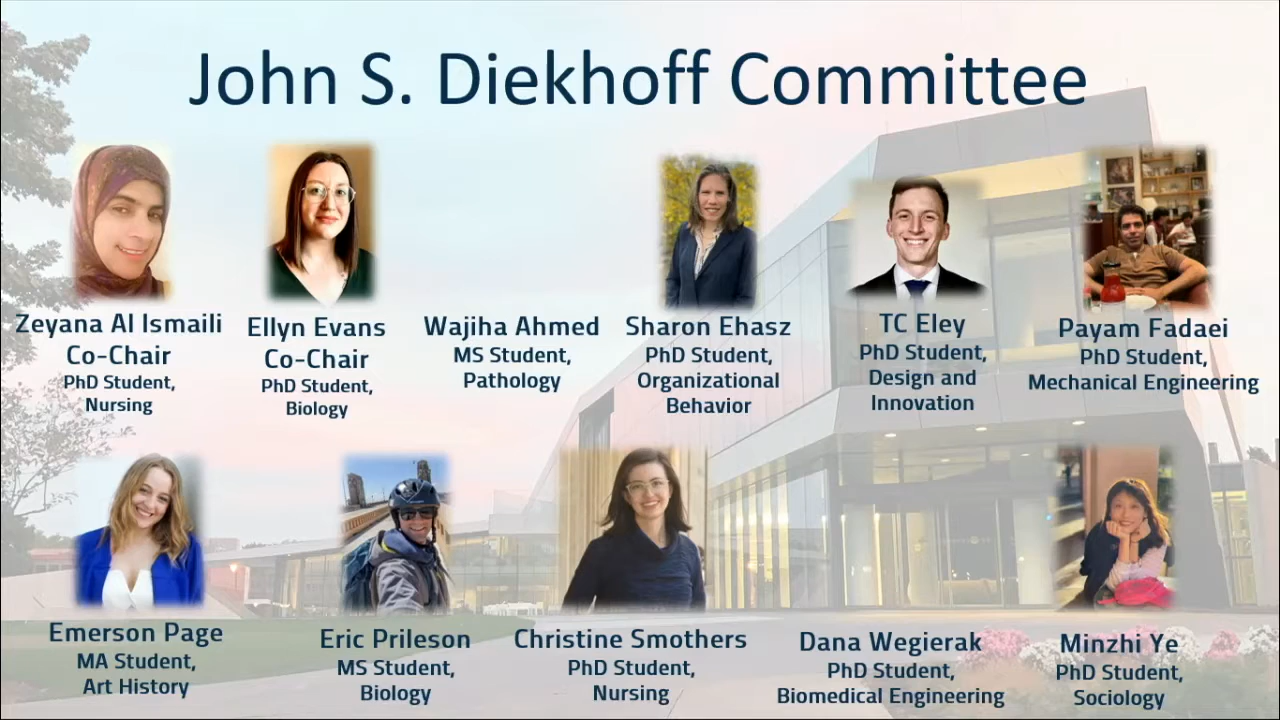 John S. Diekhoff Committee
Zeyana Al Ismaili
Co-Chair
PhD Student,
Nursing
Ellyn Evans
Co-Chair
PhD Student,
Biology
Wajiha Ahmed
MS Student,
Pathology
Sharon Ehasz
PhD Student,
Organizational
Behavior
TC Eley
PhD Student,
Design and
Innovation
Payam Fadaei
PhD Student,
Mechanical Engineering
Emerson Page
MA Student,
Art History
Eric Prileson
MS Student,
Biology
Christine Smothers
PhD Student,
Nursing
Dana Wegierak
PhD Student,
Biomedical Engineering
Minzhi Ye
PhD Student,
Sociology